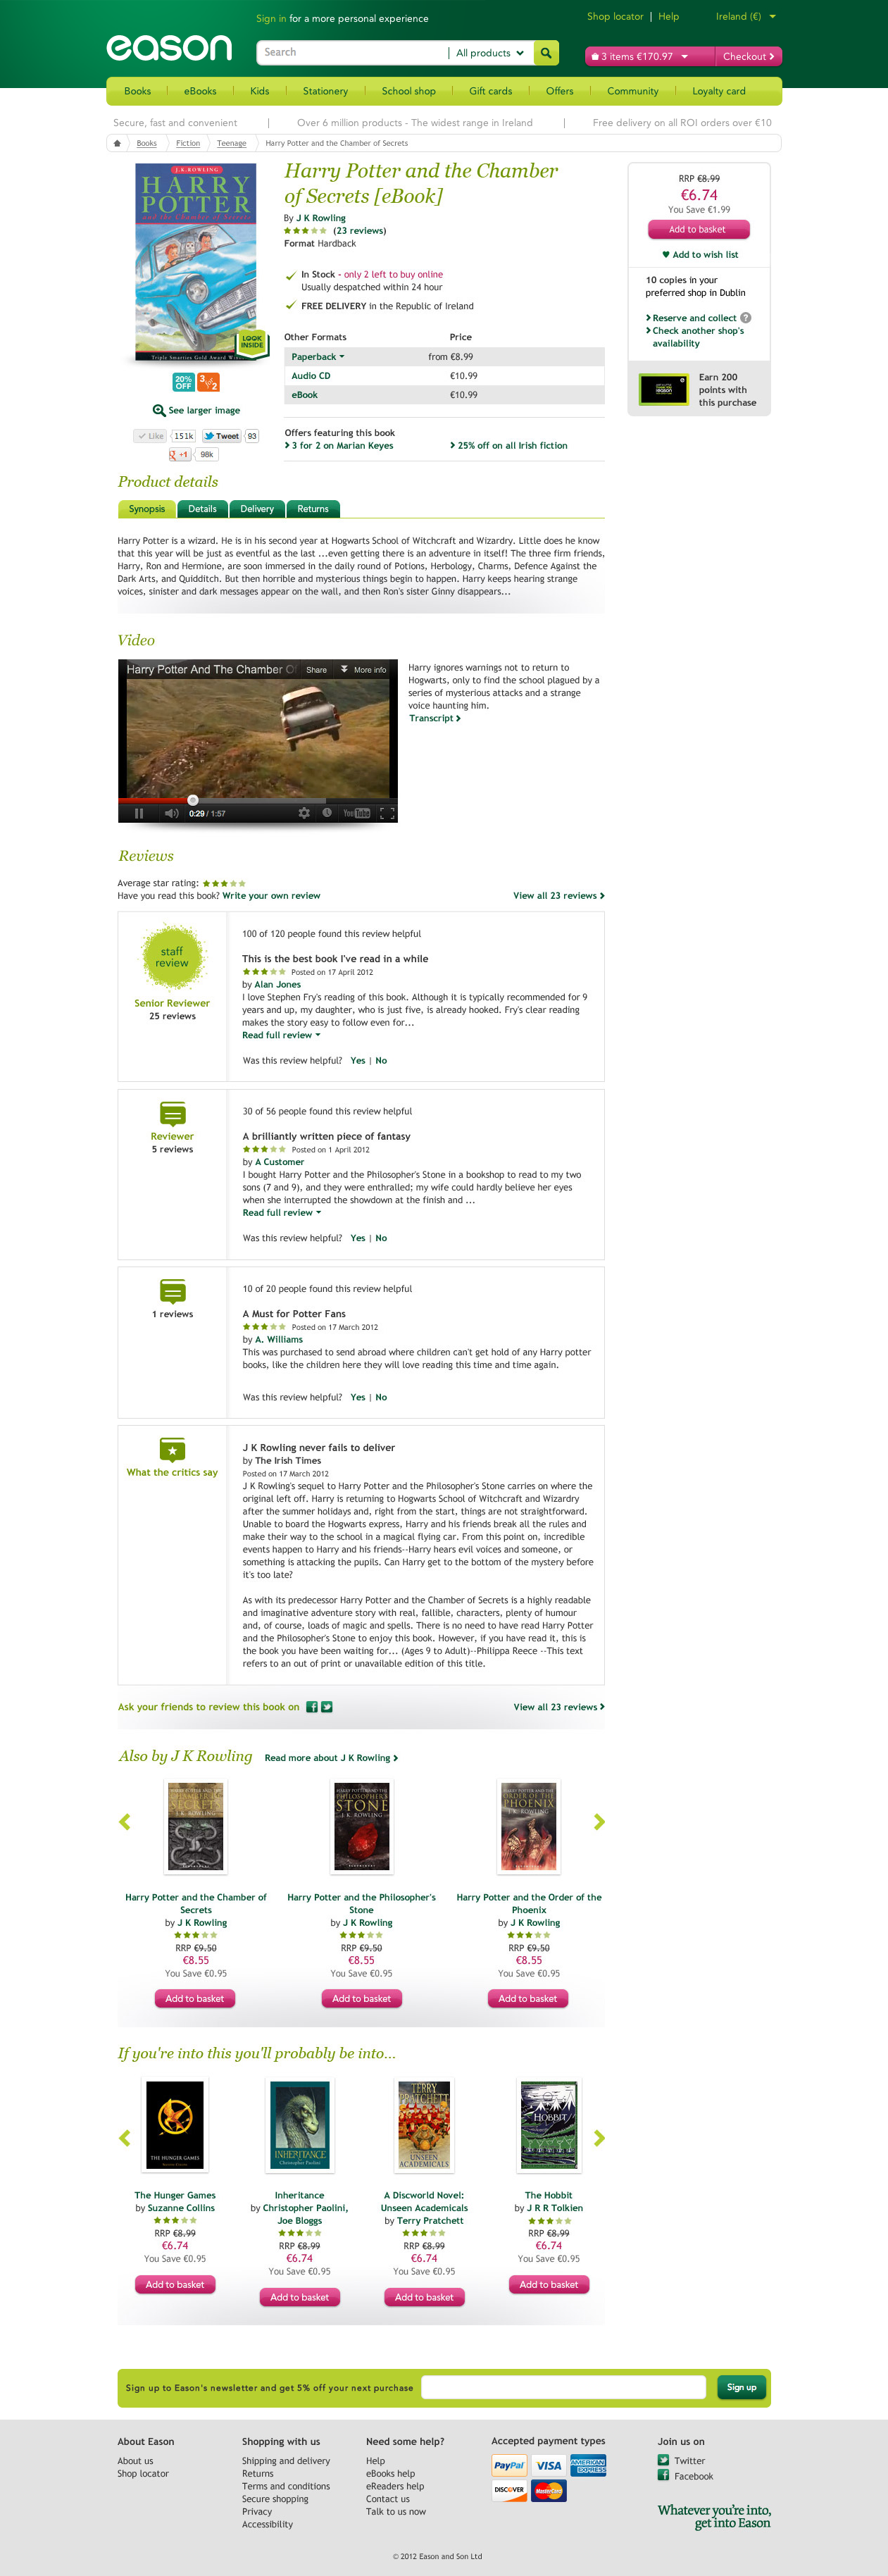 Sign in for a more personal experience
Shop locator | Help
Ireland (€)
eason
Search
All products
3 items €170.97
Checkout
Books
eBooks
Kids
Stationery
School shop
Gift cards
Offers
Community
Loyalty card
Secure, fast and convenient
Over 6 million products - The widest range in Ireland
Free delivery on all ROI orders over €10
Books
Fiction
Teenage
Harry Potter and the Chamber of Secrets
J.K.ROWLING
HARRY
POTTER
and the Chamber of Secrets
Triple Smarties Gold Award Winner
LOOK
INSIDE
20%
OFF
3 for 2
See larger image
Like
151k
Tweet
93
+1
98k
Harry Potter and the Chamber
of Secrets [eBook]
By J K Rowling
(23 reviews)
Format Hardback
In Stock - only 2 left to buy online
Usually despatched within 24 hour
FREE DELIVERY in the Republic of Ireland
Other Formats
Price
Paperback
from €8.99
Audio CD
€10.99
eBook
€10.99
Offers featuring this book
3 for 2 on Marian Keyes
25% off on all Irish fiction
RRP €8.99
€6.74
You Save €1.99
Add to basket
Add to wish list
10 copies in your
preferred shop in Dublin
Reserve and collect ?
Check another shop's
availability
Earn 200
points with
this purchase
Product details
Synopsis
Details
Delivery
Returns
Harry Potter is a wizard. He is in his second year at Hogwarts School of Witchcraft and Wizardry. Little does he know
that this year will be just as eventful as the last ...even getting there is an adventure in itself! The three firm friends,
Harry, Ron and Hermione, are soon immersed in the daily round of Potions, Herbology, Charms, Defence Against the
Dark Arts, and Quidditch. But then horrible and mysterious things begin to happen. Harry keeps hearing strange
voices, sinister and dark messages appear on the wall, and then Ron's sister Ginny disappears...
Video
Harry Potter And The Chamber O
Share
More info
0:29 / 1:57
YouTube
Harry ignores warnings not to return to
Hogwarts, only to find the school plagued by a
series of mysterious attacks and a strange
voice haunting him.
Transcript
Reviews
Average star rating:
Have you read this book? Write your own review
View all 23 reviews
staff
review
Senior Reviewer
25 reviews
100 of 120 people found this review helpful
This is the best book I've read in a while
Posted on 17 April 2012
by Alan Jones
I love Stephen Fry's reading of this book. Although it is typically recommended for 9
years and up, my daughter, who is just five, is already hooked. Fry's clear reading
makes the story easy to follow even for...
Read full review
Was this review helpful? Yes | No
Reviewer
5 reviews
30 of 56 people found this review helpful
A brilliantly written piece of fantasy
Posted on 1 April 2012
by A Customer
I bought Harry Potter and the Philosopher's Stone in a bookshop to read to my two
sons (7 and 9), and they were enthralled; my wife could hardly believe her eyes
when she interrupted the showdown at the finish and ...
Read full review
Was this review helpful? Yes | No
1 reviews
10 of 20 people found this review helpful
A Must for Potter Fans
Posted on 17 March 2012
by A. Williams
This was purchased to send abroad where children can't get hold of any Harry potter
books, like the children here they will love reading this time and time again.
Was this review helpful? Yes | No
What the critics say
J K Rowling never fails to deliver
by The Irish Times
Posted on 17 March 2012
J K Rowling's sequel to Harry Potter and the Philosopher's Stone carries on where the
original left off. Harry is returning to Hogwarts School of Witchcraft and Wizardry
after the summer holidays and, right from the start, things are not straightforward.
Unable to board the Hogwarts express, Harry and his friends break all the rules and
make their way to the school in a magical flying car. From this point on, incredible
events happen to Harry and his friends--Harry hears evil voices and someone, or
something is attacking the pupils. Can Harry get to the bottom of the mystery before
it's too late?
As with its predecessor Harry Potter and the Chamber of Secrets is a highly readable
and imaginative adventure story with real, fallible, characters, plenty of humour
and, of course, loads of magic and spells. There is no need to have read Harry Potter
and the Philosopher's Stone to enjoy this book. However, if you have read it, this is
the book you have been waiting for... (Ages 9 to Adult)--Philippa Reece --This text
refers to an out of print or unavailable edition of this title.
Ask your friends to review this book on
View all 23 reviews
Also by J K Rowling
Read more about J K Rowling
Harry Potter and the Chamber of
Secrets
by J K Rowling
RRP €9.50
€8.55
You Save €0.95
Add to basket
Harry Potter and the Philosopher's
Stone
by J K Rowling
RRP €9.50
€8.55
You Save €0.95
Add to basket
Harry Potter and the Order of the
Phoenix
by J K Rowling
RRP €9.50
€8.55
You Save €0.95
Add to basket
If you're into this you'll probably be into...
THE HUNGER GAMES
INHERITANCE
Christopher Paolini
TERRY
PRATCHETT
UNSEEN
ACADEMICALS
HOBBIT
The Hunger Games
by Suzanne Collins
RRP €8.99
€6.74
You Save €0.95
Add to basket
Inheritance
by Christopher Paolini,
Joe Bloggs
RRP €8.99
€6.74
You Save €0.95
Add to basket
A Discworld Novel:
Unseen Academicals
by Terry Pratchett
RRP €8.99
€6.74
You Save €0.95
Add to basket
The Hobbit
by J R R Tolkien
RRP €8.99
€6.74
You Save €0.95
Add to basket
Sign up to Eason's newsletter and get 5% off your next purchase
Sign up
About Eason
About us
Shop locator
Shopping with us
Shipping and delivery
Returns
Terms and conditions
Secure shopping
Privacy
Accessibility
Need some help?
Help
eBooks help
eReaders help
Contact us
Talk to us now
Accepted payment types
PayPal
VISA
AMERICAN
EXPRESS
DISCOVER
MasterCard
Join us on
Twitter
Facebook
Whatever you're into,
get into Eason
© 2012 Eason and Son Ltd